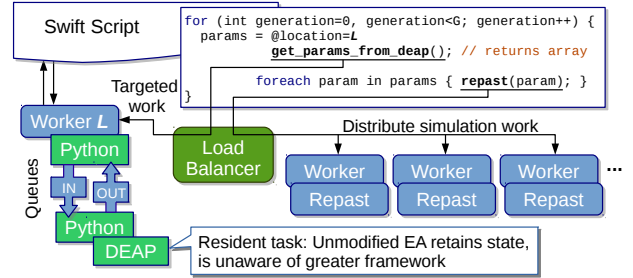 Swift Script
for (int generation=0, generation<G; generation++) {
params = @location=L
get_params_from_deap(); // returns array
foreach param in params { repast(param); }
}
Targeted
work
Worker L
Python
Load
Balancer
Distribute simulation work
Worker
Repast
Worker
Repast
Worker
Repast
...
Queues
IN
OUT
Python
DEAP
Resident task: Unmodified EA retains state,
is unaware of greater framework